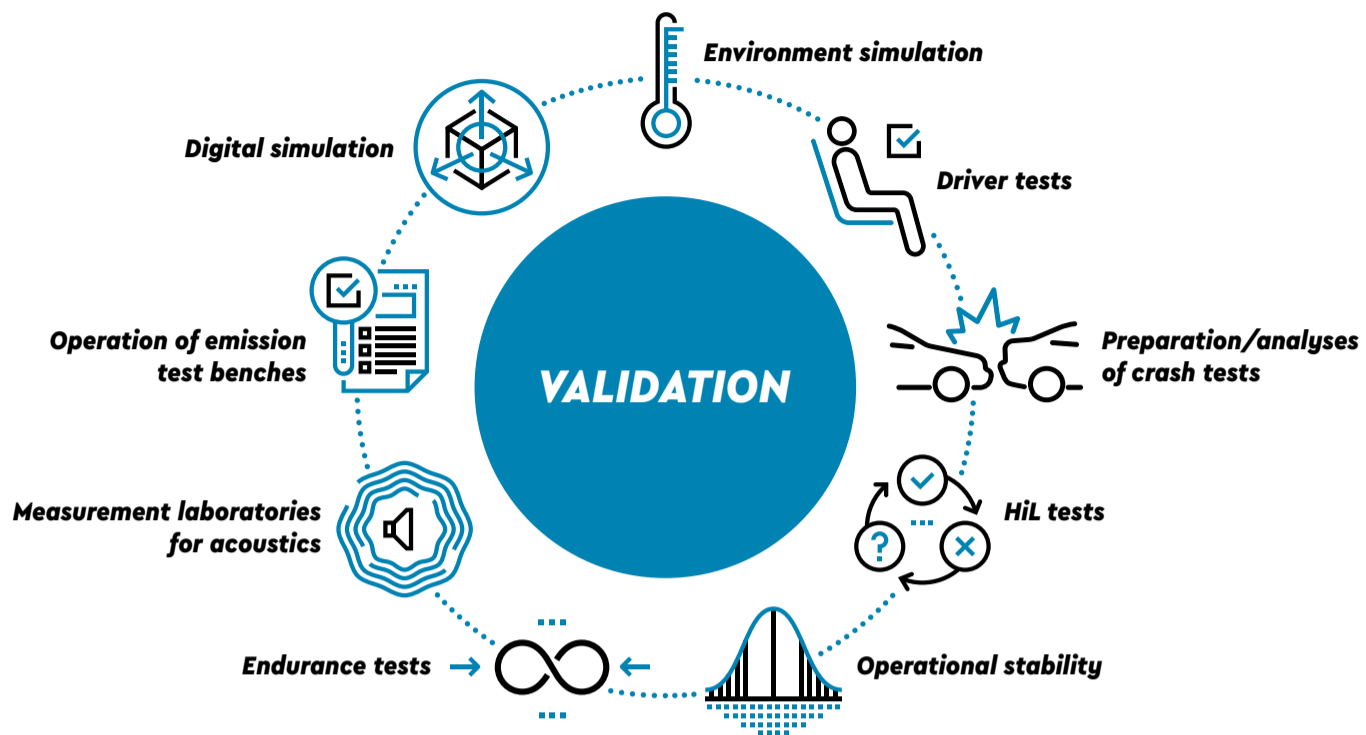 Environment simulation
Driver tests
Preparation/analyses
of crash tests
HiL tests
Operational stability
Endurance tests
Measurement laboratories
for acoustics
Operation of emission
test benches
Digital simulation
VALIDATION
?